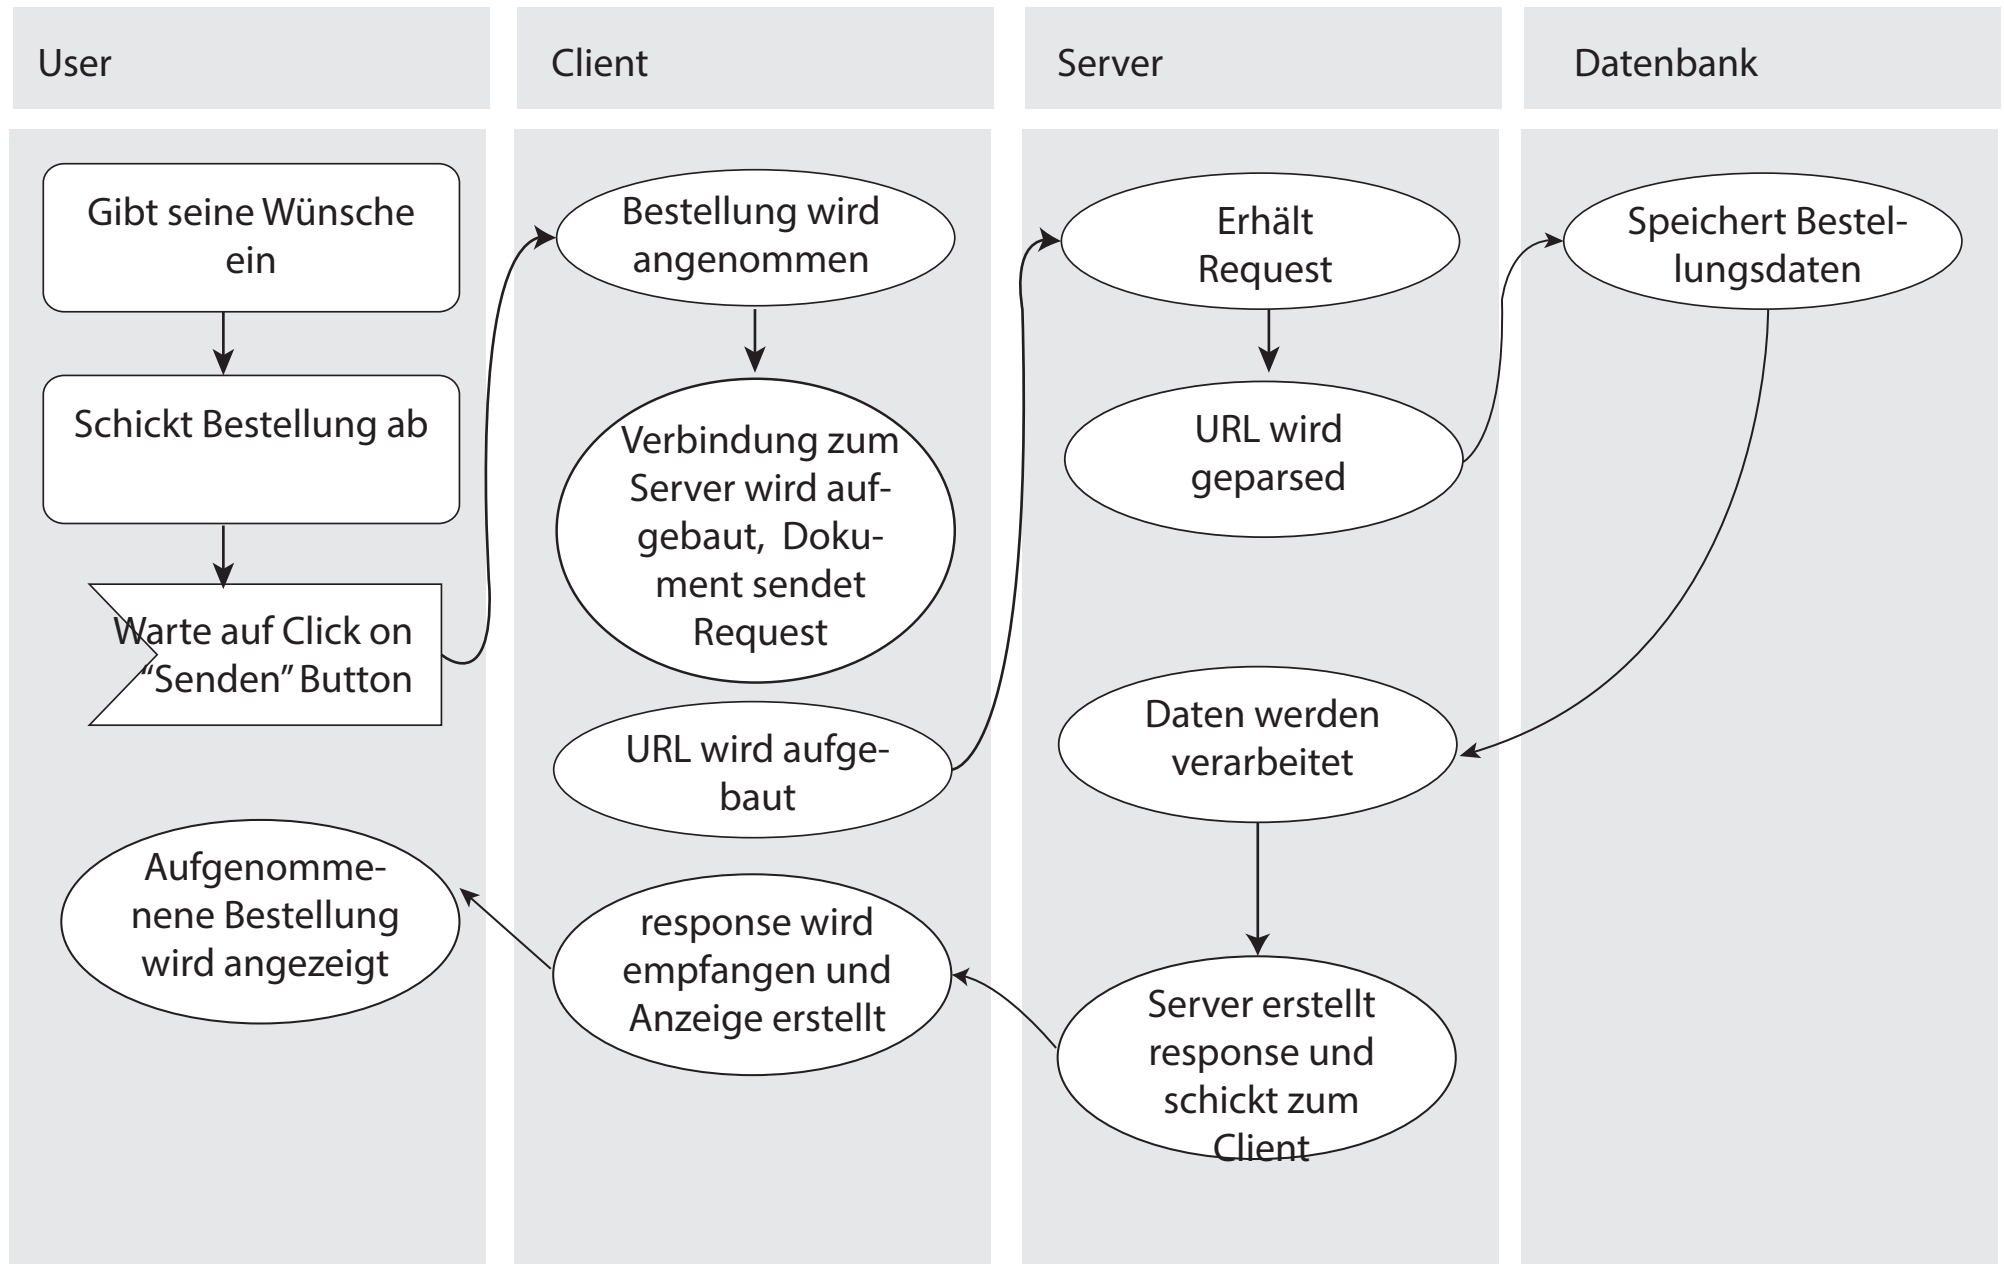 User
Client
Server
Datenbank
Gibt seine Wünsche
ein
Schickt Bestellung ab
Warte auf Click on
“Senden” Button
Aufgenomme-
nene Bestellung
wird angezeigt
Bestellung wird
angenommen
Verbindung zum
Server wird auf-
gebaut, Doku-
ment sendet
Request
URL wird aufge-
baut
response wird
empfangen und
Anzeige erstellt
Erhält
Request
URL wird
geparsed
Daten werden
verarbeitet
Server erstellt
response und
schickt zum
Client
Speichert Bestel-
lungsdaten